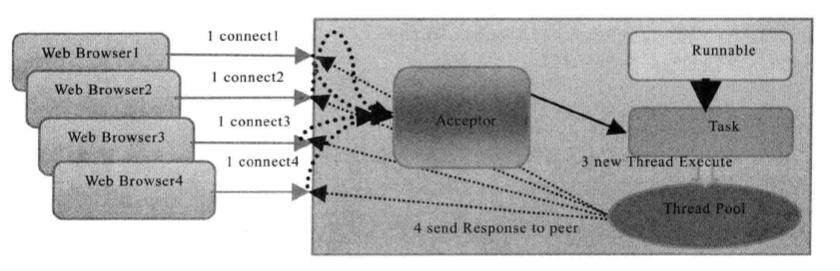 1 connect1
Web Browser1
Runnable
1 connect2
Web Browser2
1 connect3
Acceptor
Task
Web Browser3
1 connect4
3 new Thread Execute
Web Browser4
Thread Pool
4 send Response to peer